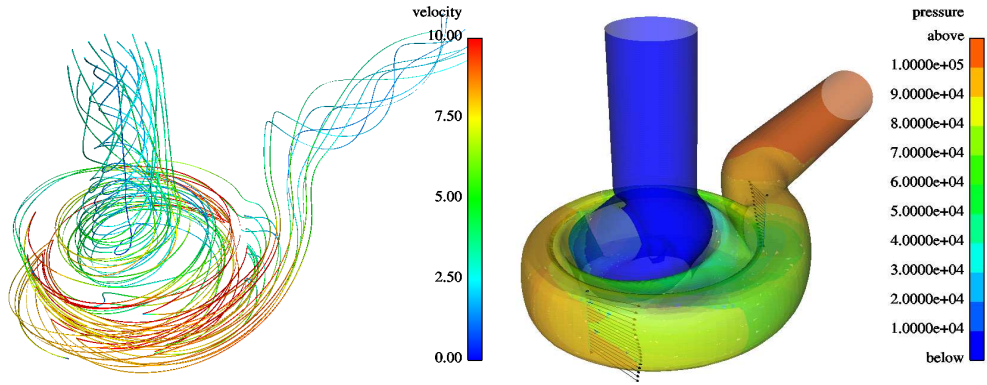 velocity
10.00
7.50
5.00
2.50
0.00
pressure
above
1.0000e+05
9.0000e+04
8.0000e+04
7.0000e+04
6.0000e+04
5.0000e+04
4.0000e+04
3.0000e+04
2.0000e+04
1.0000e+04
below